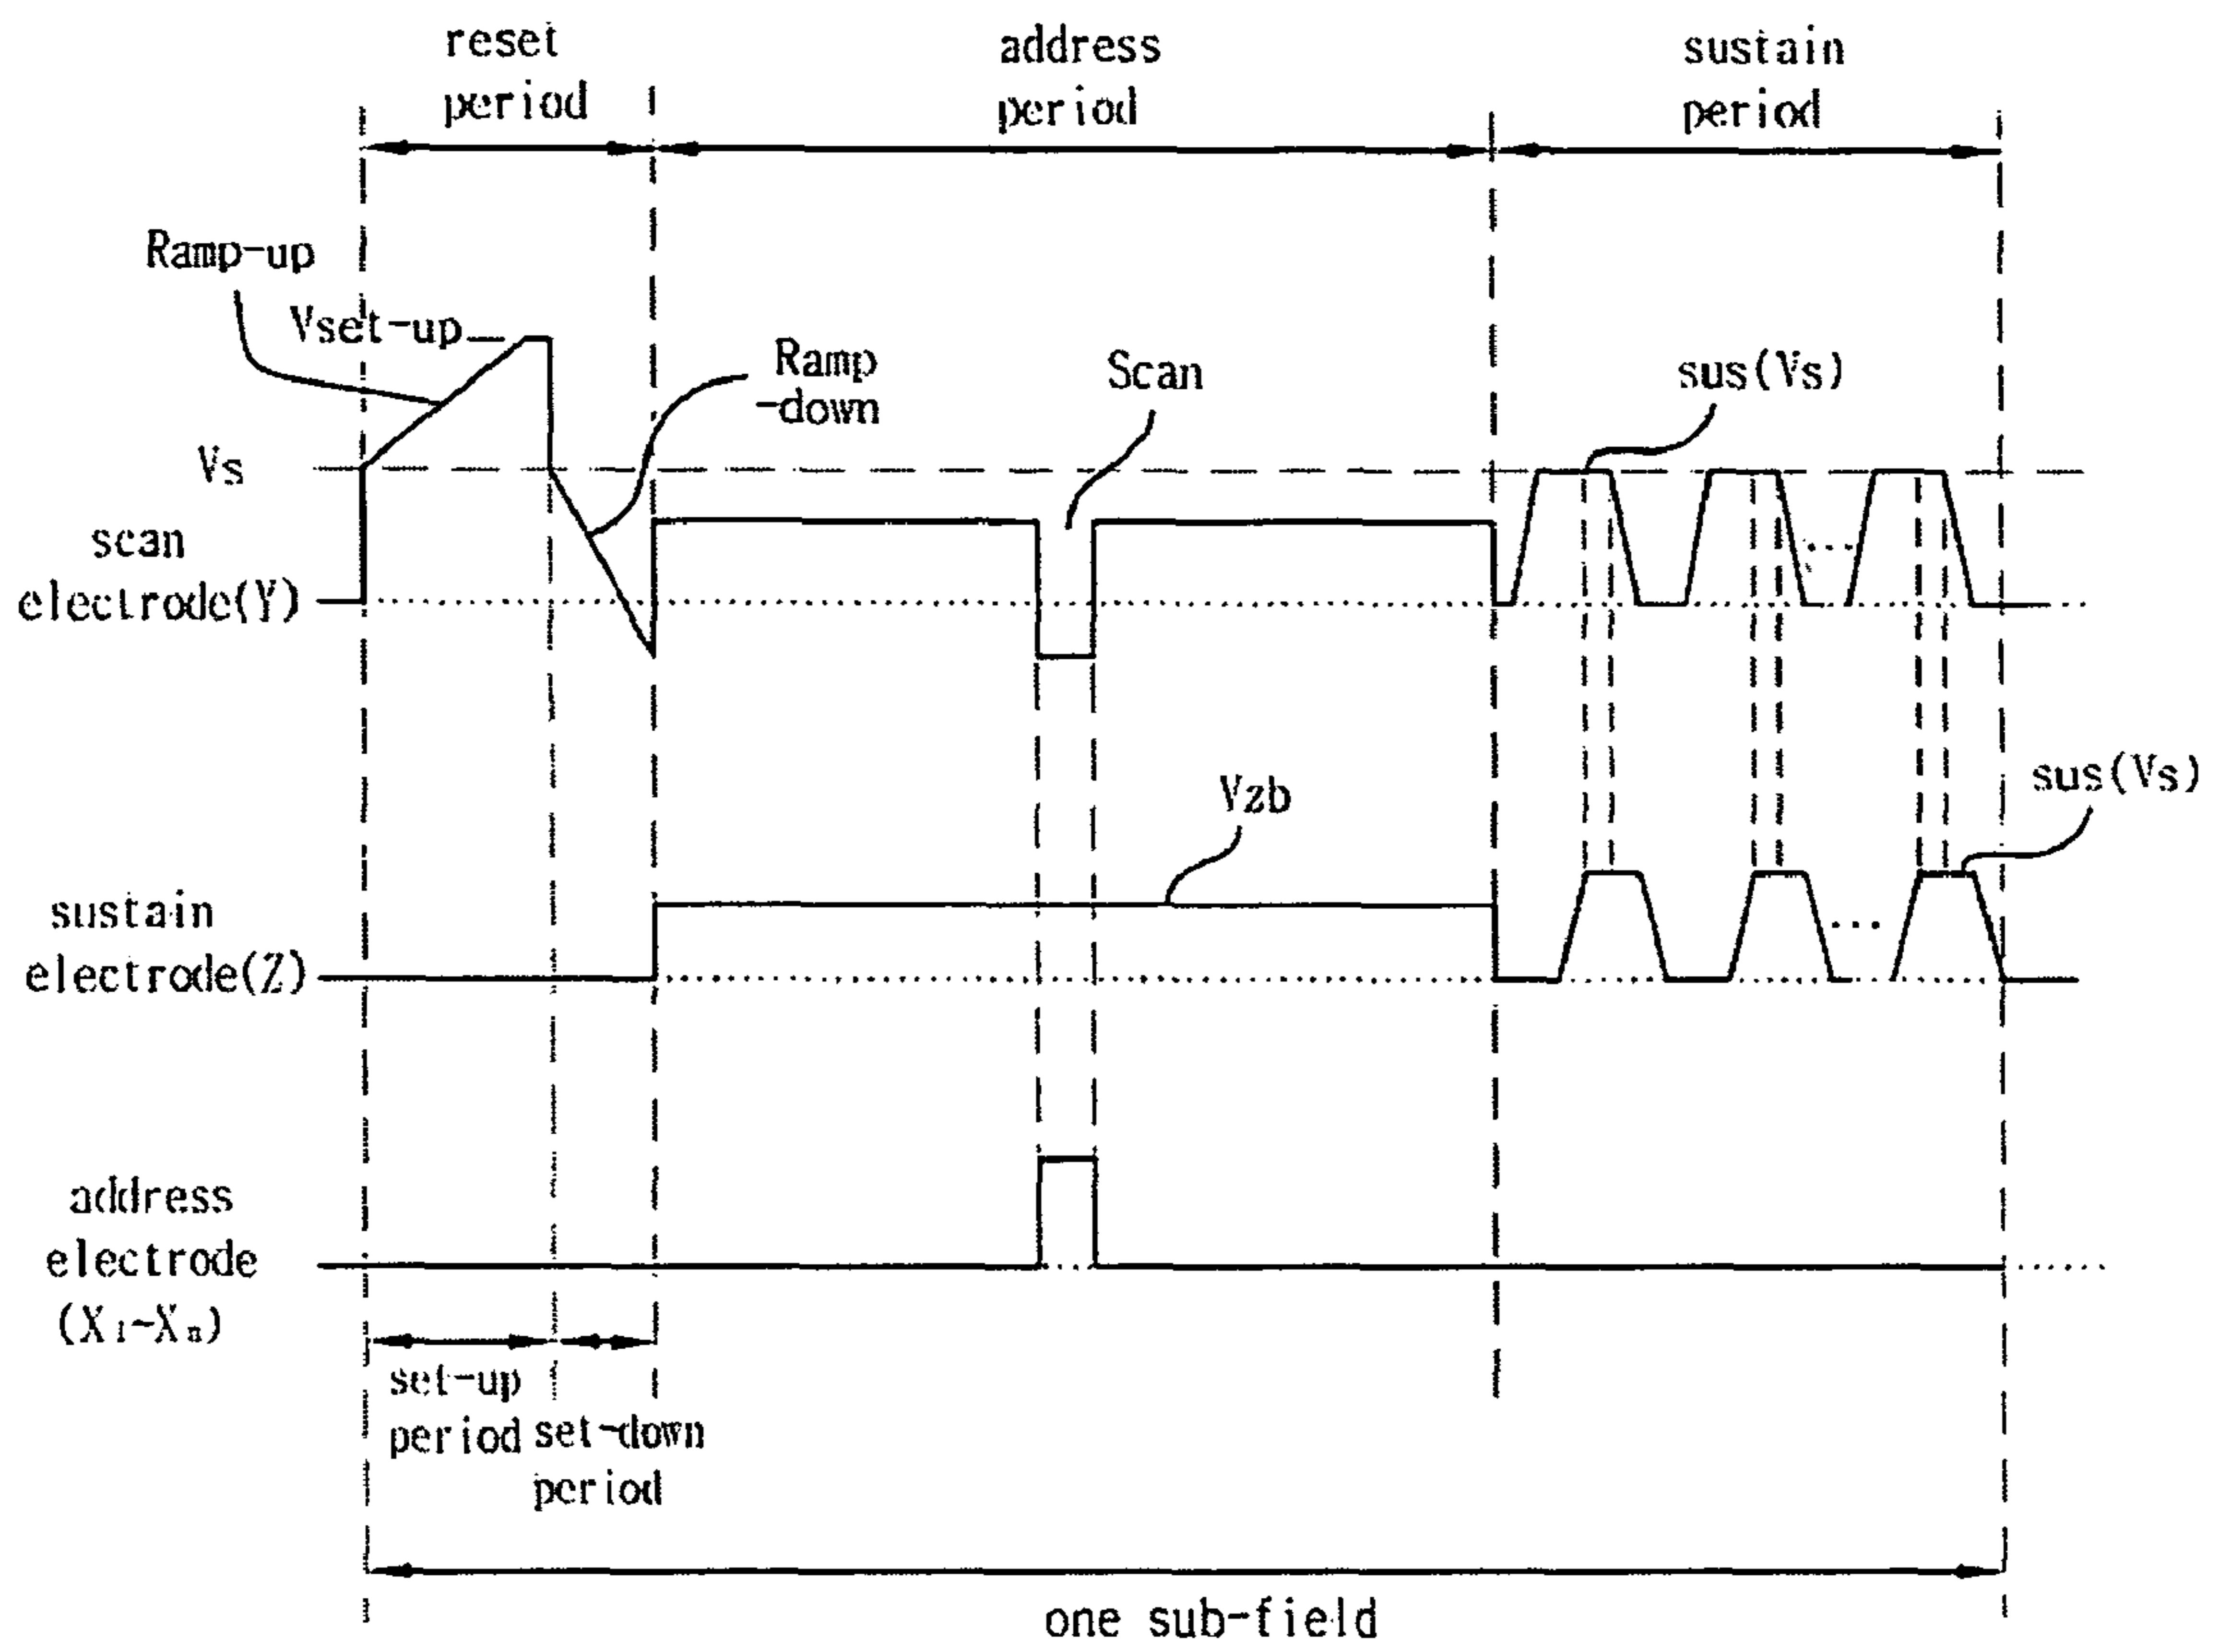 reset
period
address
period
sustain
period
Ramp-up
Vset-up
Ramp
-down
Scan
sus(Vs)
Vs
scan
electrode(Y)
Vzb
sus(Vs)
sustain
electrode(Z)
address
electrode
(X1~Xn)
set-up
period
set-down
period
one sub-field